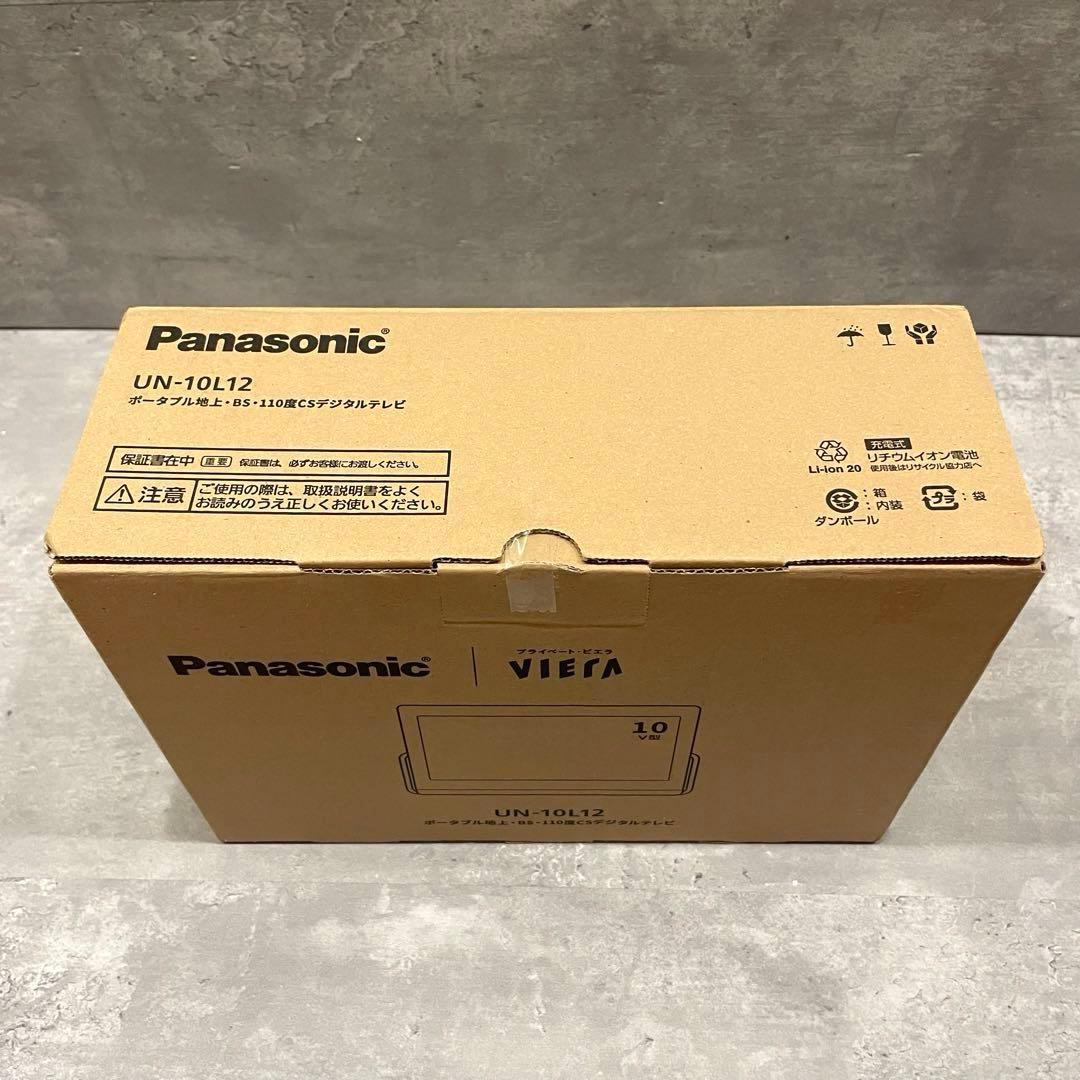 Panasonic®
UN-10L12
ポータブル地上・BS・110度CSデジタルテレビ
保証書在中 重要 保証書は、必ずお客様にお渡しください。
注意 ご使用の際は、取扱説明書をよく
お読みのうえ正しくお使いください。
充電式
リチウムイオン電池
Li-ion 20 使用後はリサイクル協力店へ
：箱
：内装
ダンボール
プラ ：袋
Panasonic®
プライベート・ビエラ
VIERA
10
V型
UN-10L12
ポータブル地上・BS・110度CSデジタルテレビ